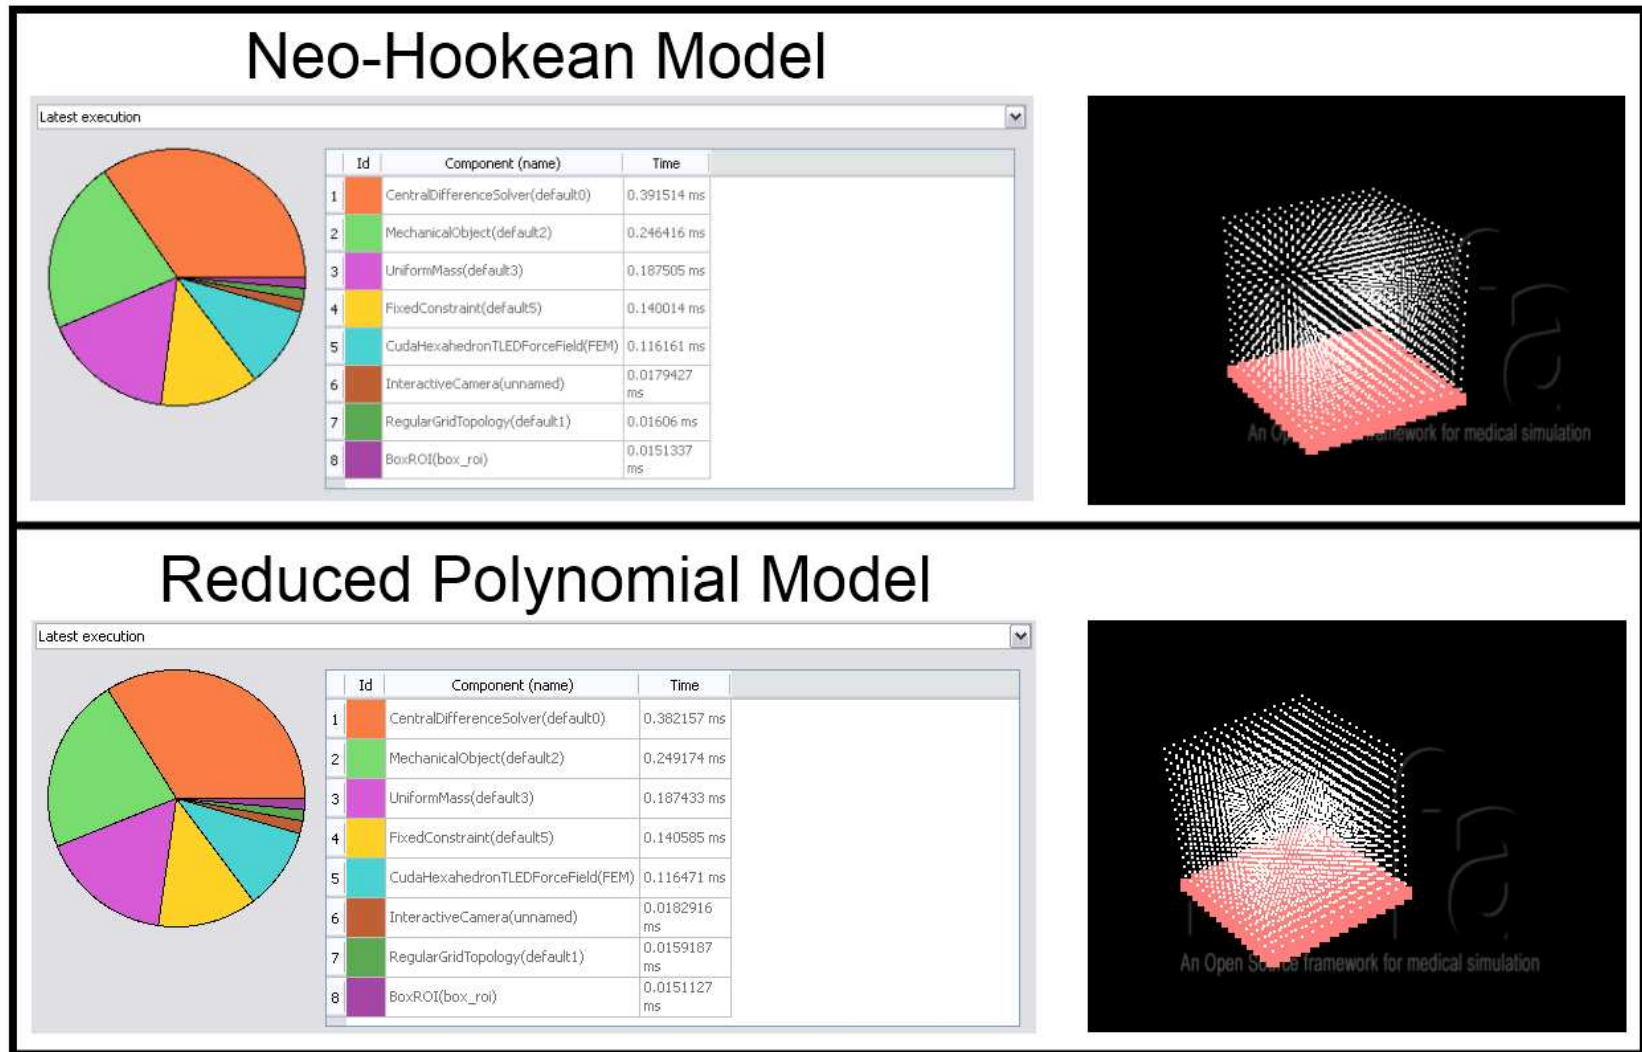 Neo-Hookean Model
Latest execution
Id Component (name) Time
1 CentralDifferenceSolver(default0) 0.391514 ms
2 MechanicalObject(default2) 0.246416 ms
3 UniformMass(default3) 0.187505 ms
4 FixedConstraint(default5) 0.140014 ms
5 CudaHexahedronTLEDForceField(FEM) 0.116161 ms
6 InteractiveCamera(unnamed) 0.0179427
ms
7 RegularGridTopology(default1) 0.01606 ms
8 BoxROI(box_roi) 0.0151337
ms
An framework for medical simulation
Reduced Polynomial Model
Latest execution
Id Component (name) Time
1 CentralDifferenceSolver(default0) 0.382157 ms
2 MechanicalObject(default2) 0.249174 ms
3 UniformMass(default3) 0.187433 ms
4 FixedConstraint(default5) 0.140585 ms
5 CudaHexahedronTLEDForceField(FEM) 0.116471 ms
6 InteractiveCamera(unnamed) 0.0182916
ms
7 RegularGridTopology(default1) 0.0159187
ms
8 BoxROI(box_roi) 0.0151127
ms
An Open Source framework for medical simulation